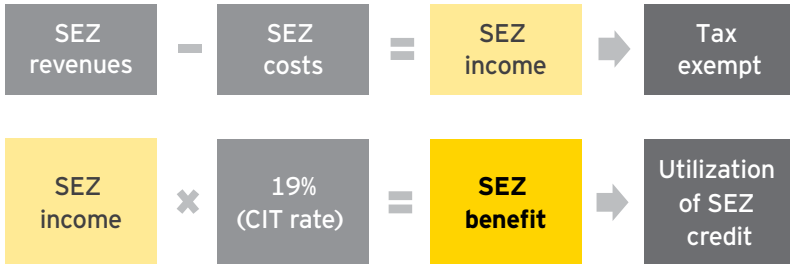 SEZ
revenues
SEZ
costs
=
SEZ
income
Tax
exempt
SEZ
income
×
19%
(CIT rate)
=
SEZ
benefit
Utilization
of SEZ
credit